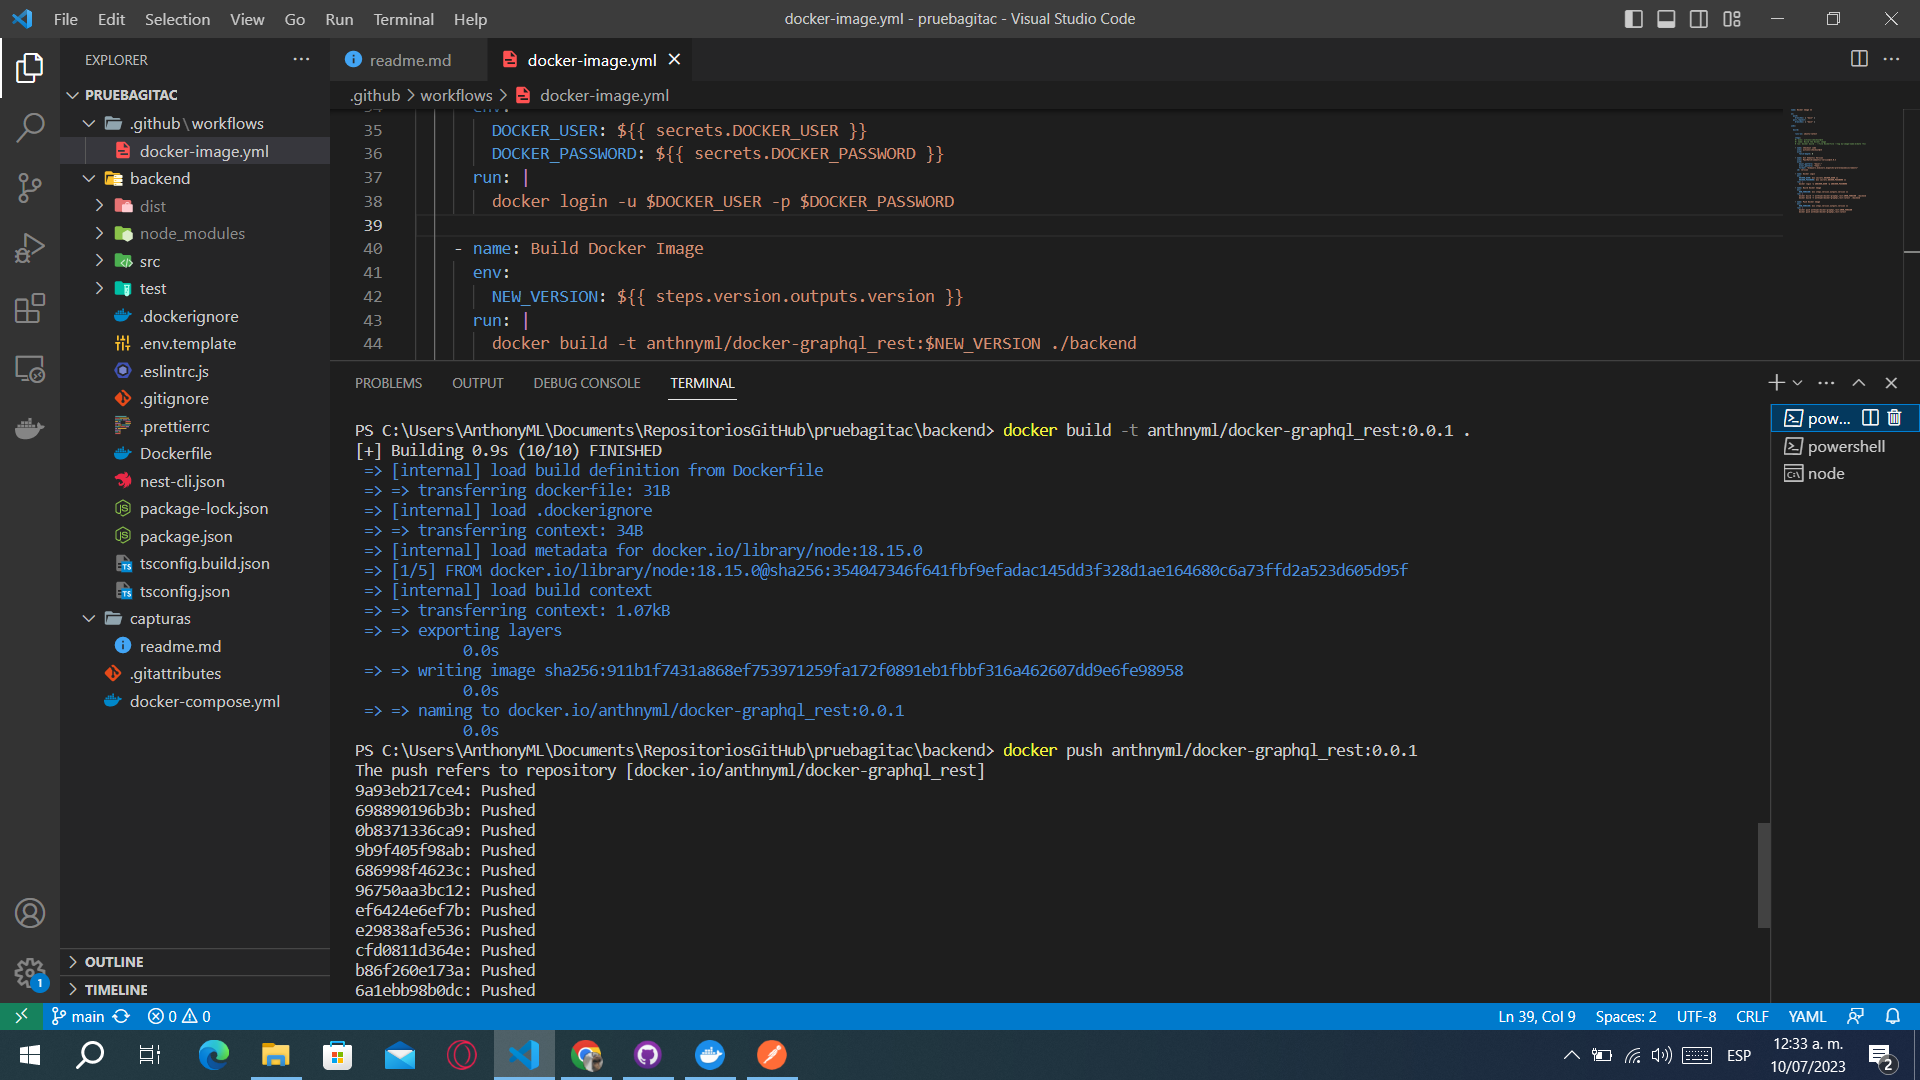 File Edit Selection View Go Run Terminal Help
docker-image.yml - pruebagitac - Visual Studio Code
EXPLORER
PRUEBAGITAC
.github\workflows
docker-image.yml
backend
dist
node_modules
src
test
.dockerignore
.env.template
.eslintrc.js
.gitignore
.prettierrc
Dockerfile
nest-cli.json
package-lock.json
package.json
tsconfig.build.json
tsconfig.json
capturas
readme.md
.gitattributes
docker-compose.yml
OUTLINE
TIMELINE
readme.md
docker-image.yml
.github > workflows > docker-image.yml
34 env:
35 DOCKER_USER: ${{ secrets.DOCKER_USER }}
36 DOCKER_PASSWORD: ${{ secrets.DOCKER_PASSWORD }}
37 run: |
38 docker login -u $DOCKER_USER -p $DOCKER_PASSWORD
39
40 - name: Build Docker Image
41 env:
42 NEW_VERSION: ${{ steps.version.outputs.version }}
43 run: |
44 docker build -t anthnyml/docker-graphql_rest:$NEW_VERSION ./backend
PROBLEMS OUTPUT DEBUG CONSOLE TERMINAL
PS C:\Users\AnthonyML\Documents\RepositoriosGitHub\pruebagitac\backend> docker build -t anthnyml/docker-graphql_rest:0.0.1 .
[+] Building 0.9s (10/10) FINISHED
=> [internal] load build definition from Dockerfile
=> => transferring dockerfile: 31B
=> [internal] load .dockerignore
=> => transferring context: 34B
=> [internal] load metadata for docker.io/library/node:18.15.0
=> [1/5] FROM docker.io/library/node:18.15.0@sha256:354047346f641fbf9efadac145dd3f328d1ae164680c6a73ffd2a523d605d95f
=> [internal] load build context
=> => transferring context: 1.07kB
=> => exporting layers
0.0s
=> => writing image sha256:911b1f7431a868ef753971259fa172f0891eb1fbbf316a462607dd9e6fe98958
0.0s
=> => naming to docker.io/anthnyml/docker-graphql_rest:0.0.1
0.0s
PS C:\Users\AnthonyML\Documents\RepositoriosGitHub\pruebagitac\backend> docker push anthnyml/docker-graphql_rest:0.0.1
The push refers to repository [docker.io/anthnyml/docker-graphql_rest]
9a93eb217ce4: Pushed
698890196b3b: Pushed
0b8371336ca9: Pushed
9b9f405f98ab: Pushed
686998f4623c: Pushed
96750aa3bc12: Pushed
ef6424e6ef7b: Pushed
e29838afe536: Pushed
cfd0811d364e: Pushed
b86f260e173a: Pushed
6a1ebb98b0dc: Pushed
pow...
powershell
node
1
main 0 0
Ln 39, Col 9 Spaces: 2 UTF-8 CRLF YAML
ESP
12:33 a. m.
10/07/2023
2